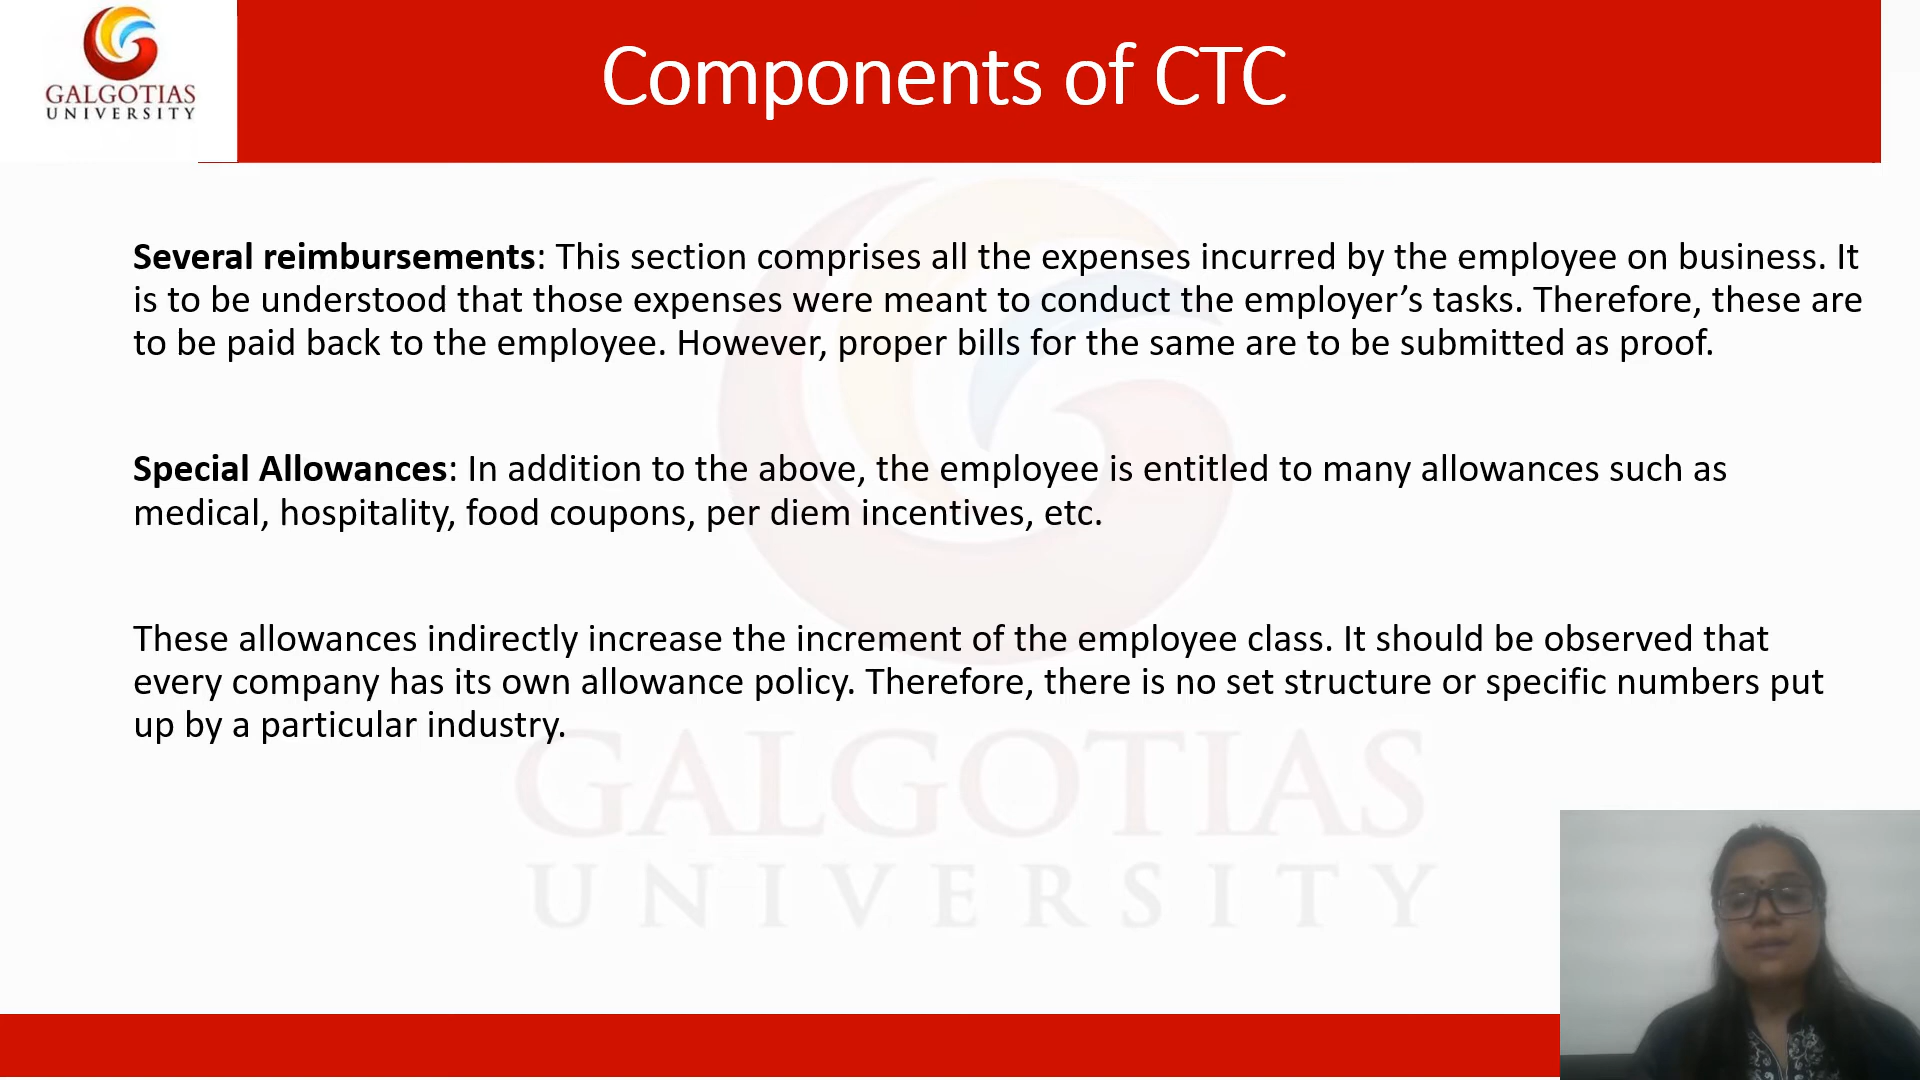 GALGOTIAS
UNIVERSITY
Components of CTC
Several reimbursements: This section comprises all the expenses incurred by the employee on business. It
is to be understood that those expenses were meant to conduct the employer’s tasks. Therefore, these are
to be paid back to the employee. However, proper bills for the same are to be submitted as proof.
Special Allowances: In addition to the above, the employee is entitled to many allowances such as
medical, hospitality, food coupons, per diem incentives, etc.
These allowances indirectly increase the increment of the employee class. It should be observed that
every company has its own allowance policy. Therefore, there is no set structure or specific numbers put
up by a particular industry.
GALGOTIAS
UNIVERSITY